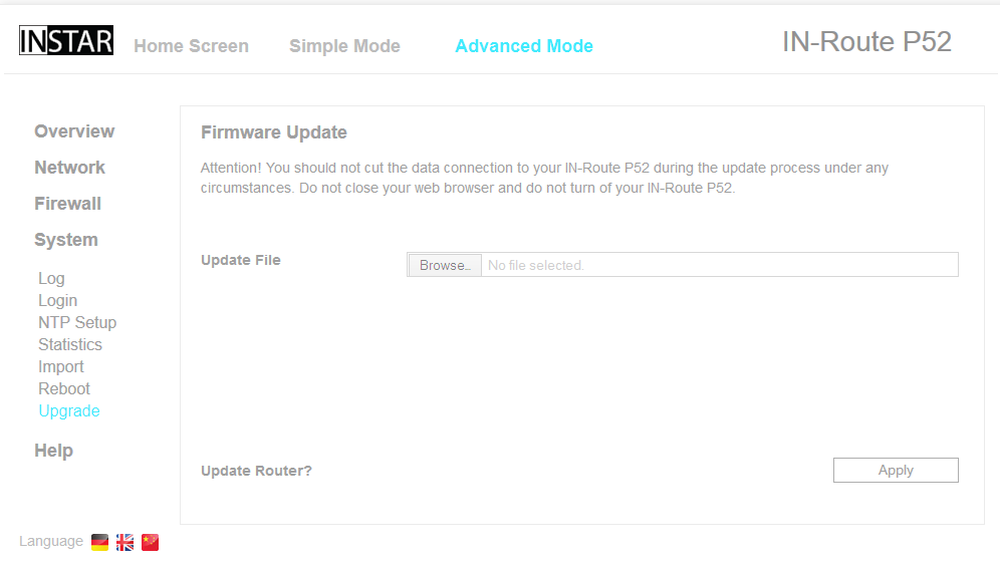 INSTAR Home Screen Simple Mode Advanced Mode IN-Route P52
Overview
Network
Firewall
System
Log
Login
NTP Setup
Statistics
Import
Reboot
Upgrade
Help
Firmware Update
Attention! You should not cut the data connection to your IN-Route P52 during the update process under any
circumstances. Do not close your web browser and do not turn of your IN-Route P52.
Update File Browse.. No file selected.
Update Router? Apply
Language